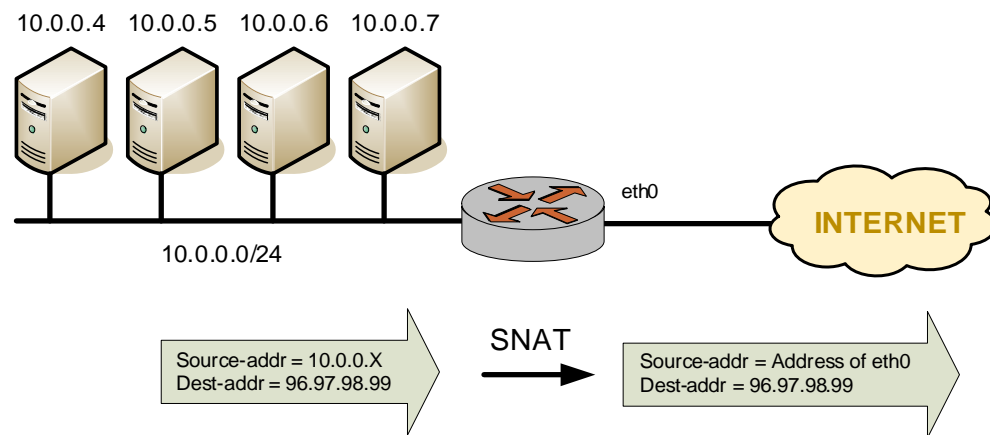 10.0.0.4
10.0.0.5
10.0.0.6
10.0.0.7
eth0
INTERNET
10.0.0.0/24
SNAT
Source-addr = 10.0.0.X
Dest-addr = 96.97.98.99
Source-addr = Address of eth0
Dest-addr = 96.97.98.99